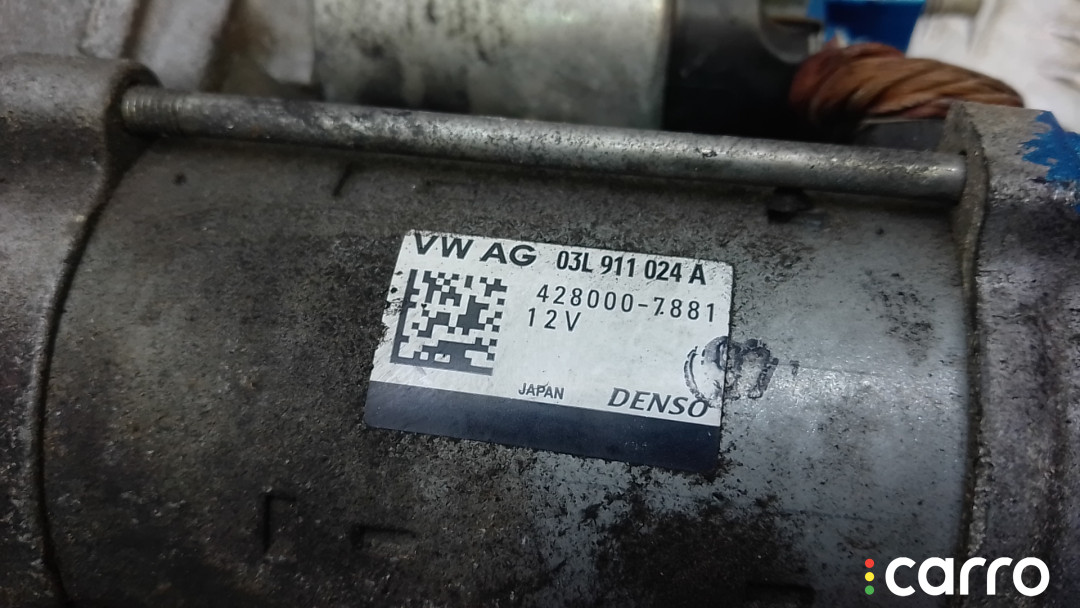 VW AG 03L 911 024 A
428000-7881
12V
JAPAN DENSO
carro